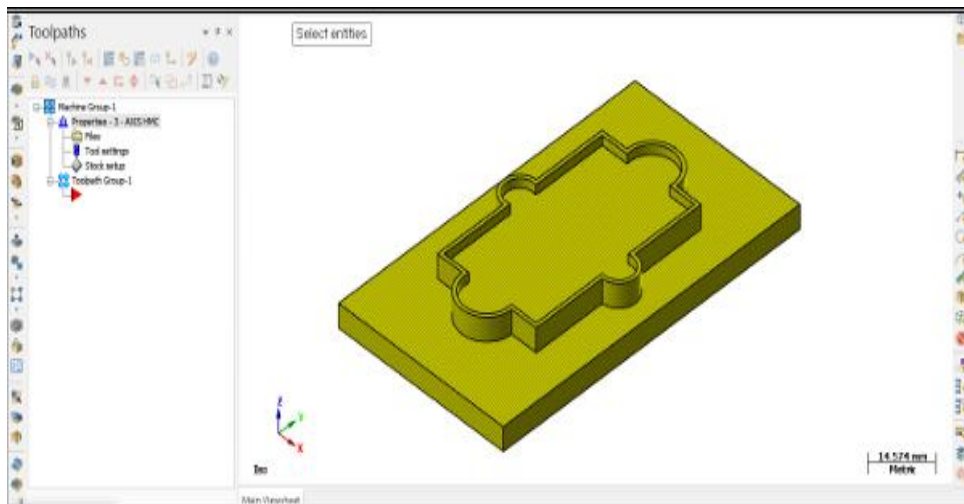 Toolpaths
Select entities
Machine Group-1
Properties - 3 - AXIS HMC
Files
Tool settings
Stock setup
Toolpath Group-1
Z
Y
X
Iso
14.574 mm
Metric
Main Viewsheet